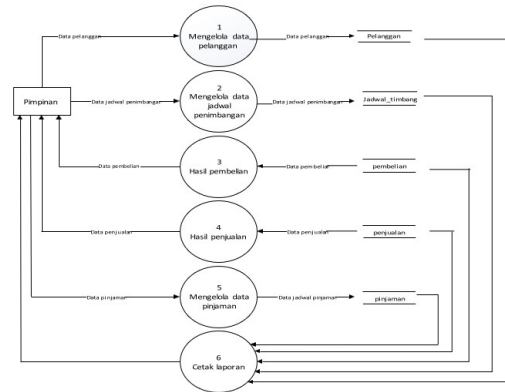 1
Mengelola data
pelanggan
Data pelanggan
Data pelanggan
Pelanggan
Pimpinan
2
Mengelola data
jadwal
penimbangan
Data jadwal penimbangan
Data jadwal penimbangan
Jadwal_timbang
3
Hasil pembelian
Data pembelian
Data pembelian
pembelian
4
Hasil penjualan
Data penjualan
Data penjualan
penjualan
5
Mengelola data
pinjaman
Data pinjaman
Data jadwal pinjaman
pinjaman
6
Cetak laporan